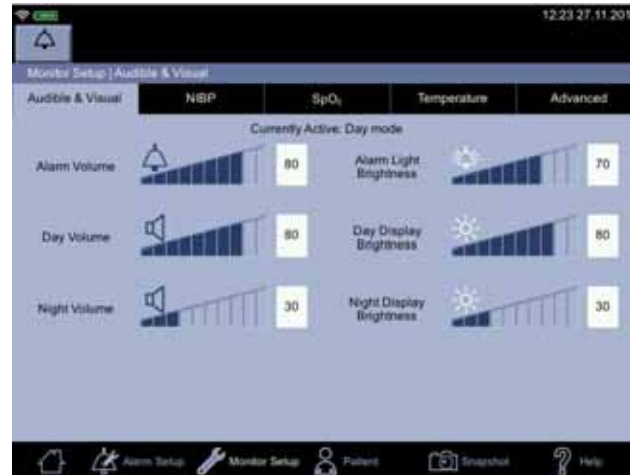 12:23 27.11.201
Monitor Setup | Audible & Visual
Audible & Visual NIBP SpO₂ Temperature Advanced
Currently Active: Day mode
Alarm Volume 80 Alarm Light Brightness 70
Day Volume 80 Day Display Brightness 80
Night Volume 30 Night Display Brightness 30
Alarm Setup Monitor Setup Patient Snapshot Help